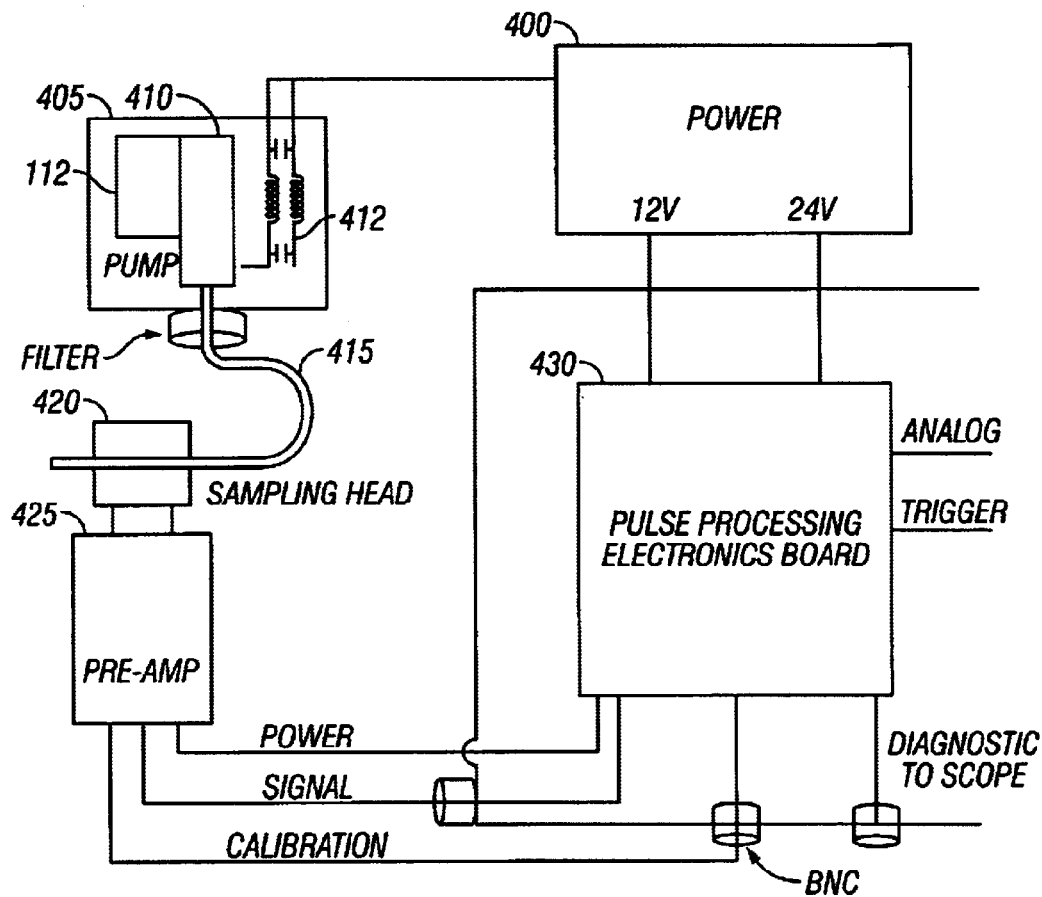 400
POWER
12V
24V
405
410
112
412
PUMP
FILTER
415
420
SAMPLING HEAD
425
PRE-AMP
430
PULSE PROCESSING
ELECTRONICS BOARD
ANALOG
TRIGGER
POWER
SIGNAL
CALIBRATION
DIAGNOSTIC
TO SCOPE
BNC